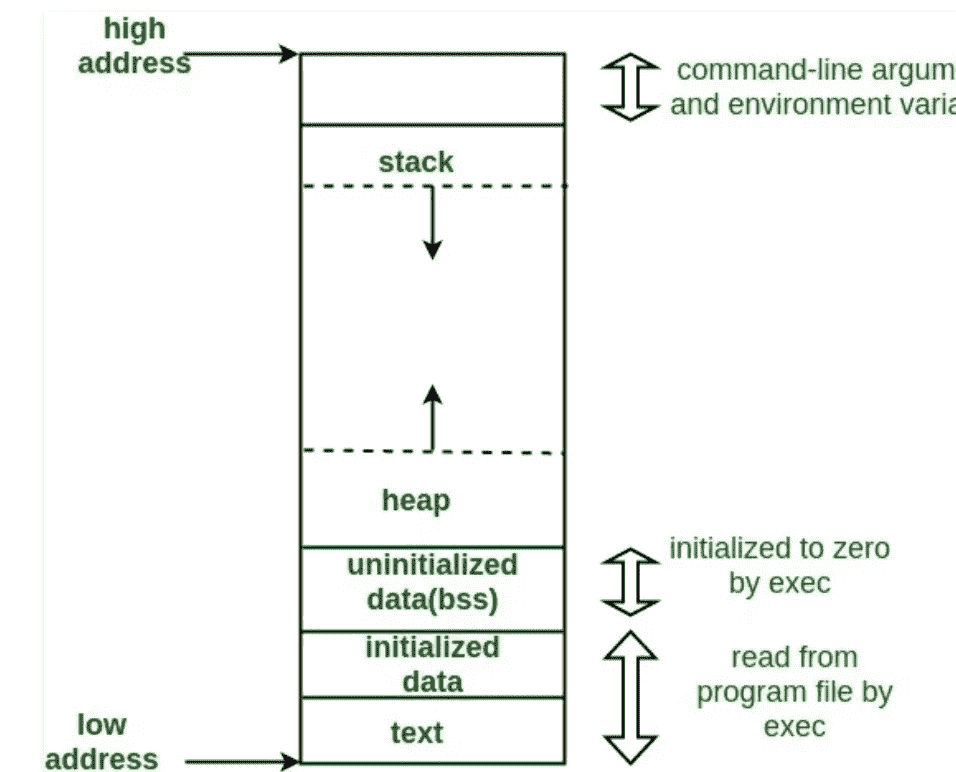 high
address
command-line argum
and environment varia
stack
heap
uninitialized
data(bss)
initialized to zero
by exec
initialized
data
read from
program file by
exec
text
low
address